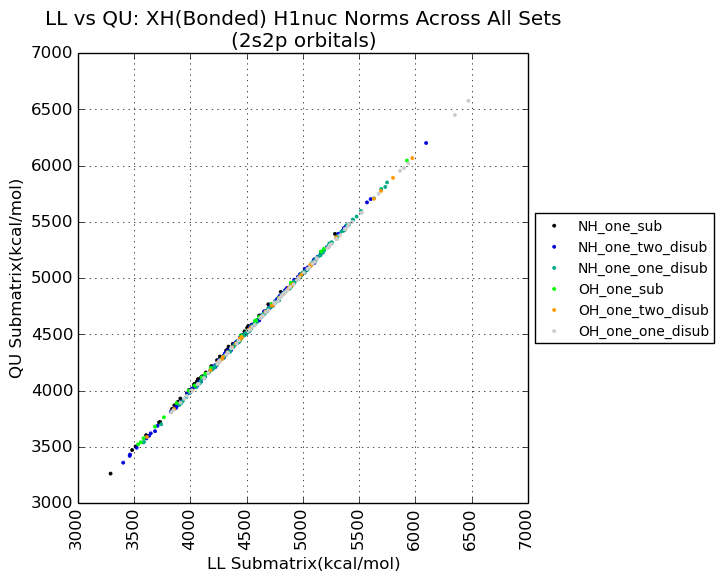 LL vs QU: XH(Bonded) H1nuc Norms Across All Sets
(2s2p orbitals)
7000
6500
6000
5500
5000
4500
4000
3500
3000
QU Submatrix(kcal/mol)
3000
3500
4000
4500
5000
5500
6000
6500
7000
LL Submatrix(kcal/mol)
NH_one_sub
NH_one_two_disub
NH_one_one_disub
OH_one_sub
OH_one_two_disub
OH_one_one_disub